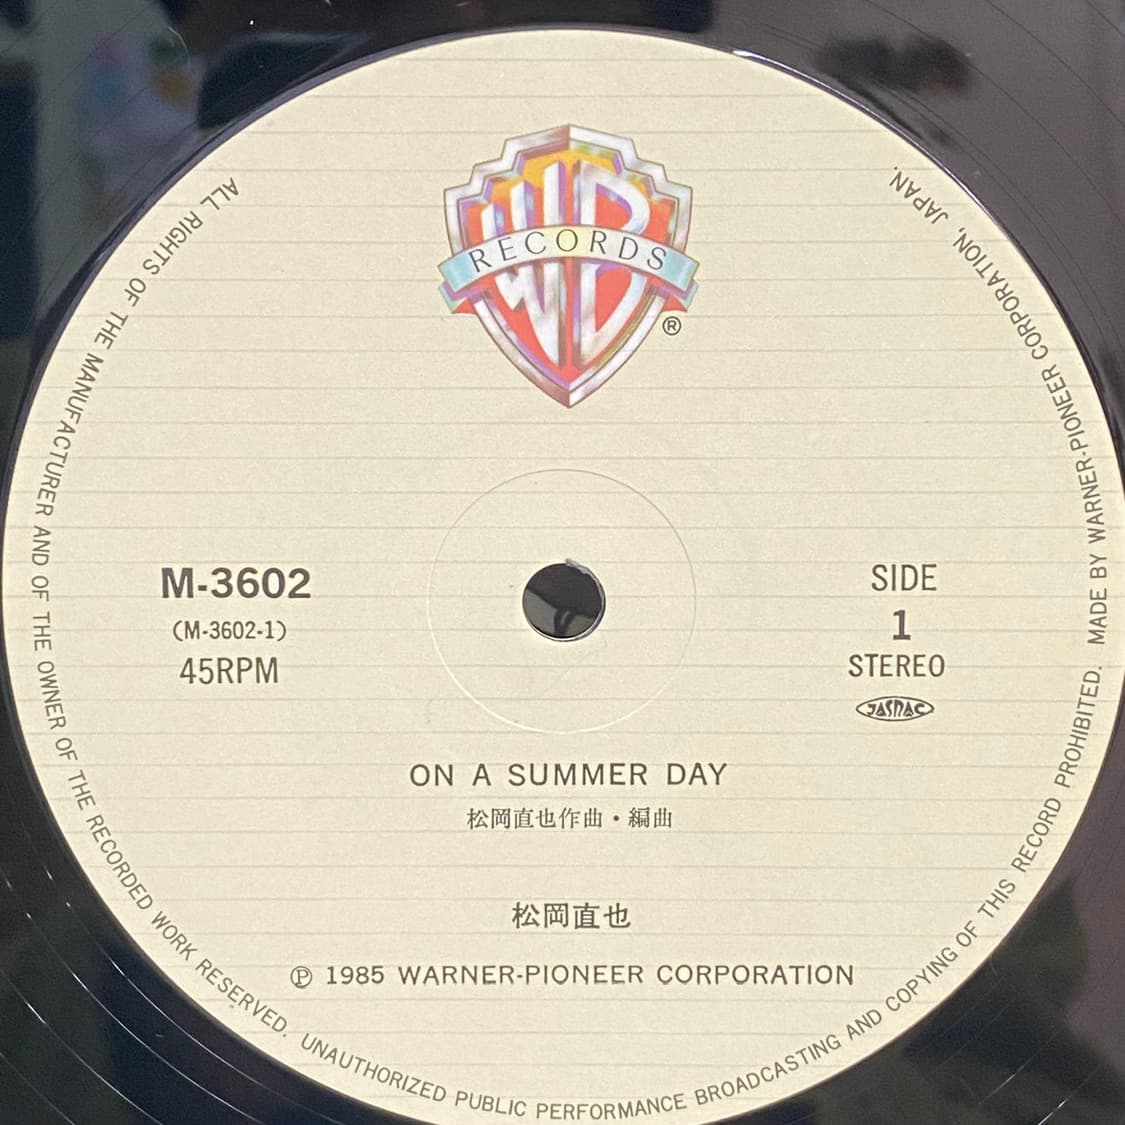 WB
RECORDS
®
M-3602
(M-3602-1)
45RPM
SIDE
1
STEREO
JASRAC
ON A SUMMER DAY
松岡直也作曲・編曲
松岡直也
℗ 1985 WARNER-PIONEER CORPORATION
ALL RIGHTS OF THE MANUFACTURER AND OF THE OWNER OF THE RECORDED WORK RESERVED. UNAUTHORIZED PUBLIC PERFORMANCE BROADCASTING AND COPYING OF THIS RECORD PROHIBITED. MADE BY WARNER-PIONEER CORPORATION, JAPAN.